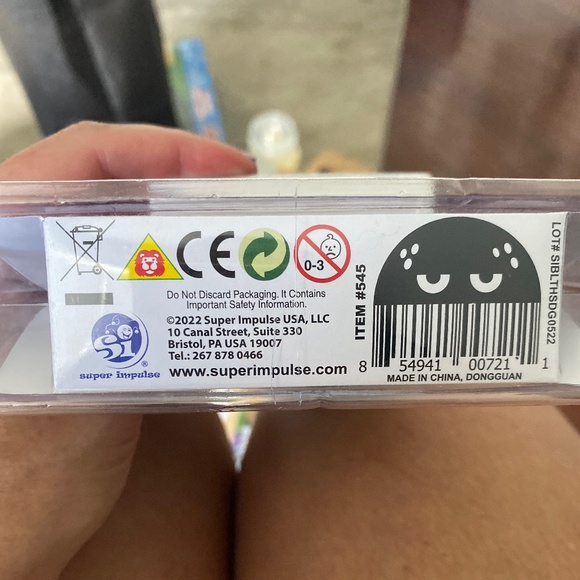 CE
0-3
Do Not Discard Packaging. It Contains
Important Safety Information.
©2022 Super Impulse USA, LLC
10 Canal Street, Suite 330
Bristol, PA USA 19007
Tel.: 267 878 0466
www.superimpulse.com
si
®
super impulse
ITEM #545
8 54941 00721 1
MADE IN CHINA, DONGGUAN
LOT# SIBLTHSDG0522